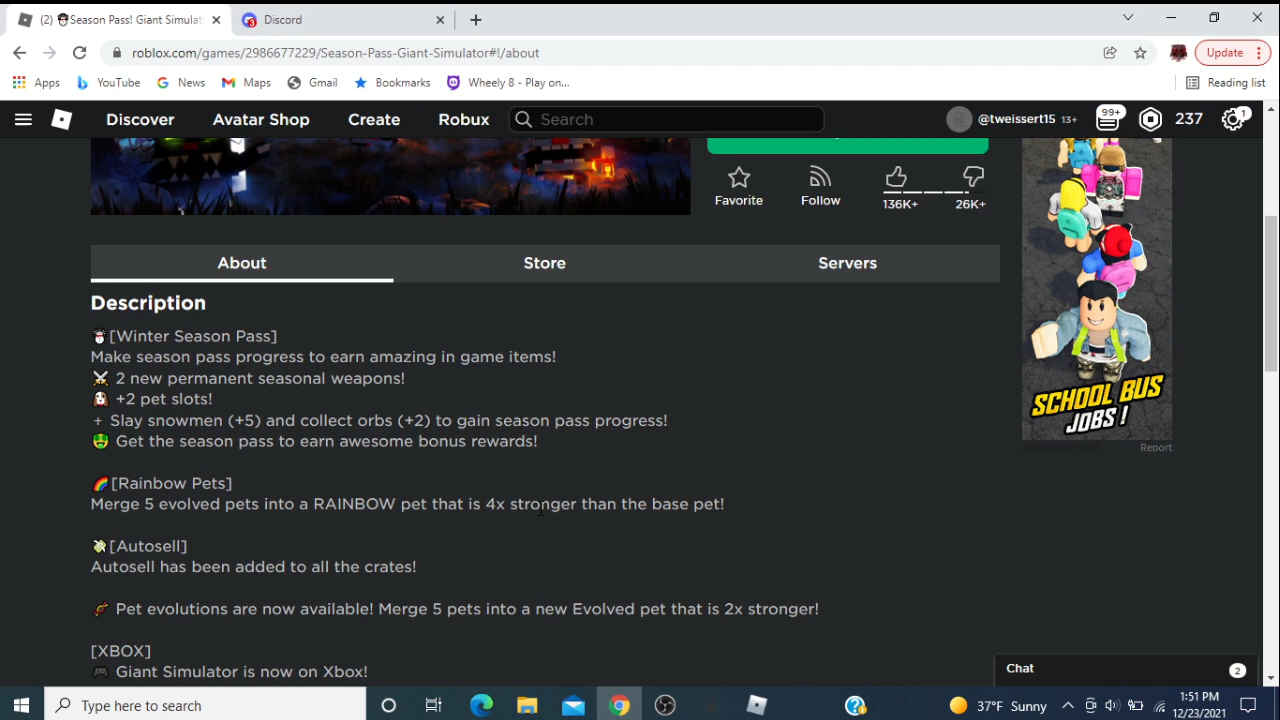 (2) Season Pass! Giant Simulat
Discord
3
roblox.com/games/2986677229/Season-Pass-Giant-Simulator#!/about
Update
Apps
YouTube
News
Maps
Gmail
Bookmarks
Wheely 8 - Play on...
Reading list
Discover
Avatar Shop
Create
Robux
Search
@tweissert15 13+
99+
237
1
Favorite
Follow
136K+
26K+
About
Store
Servers
SCHOOL BUS
JOBS !
ADVERTISEMENT
Report
Description
[Winter Season Pass]
Make season pass progress to earn amazing in game items!
2 new permanent seasonal weapons!
+2 pet slots!
+ Slay snowmen (+5) and collect orbs (+2) to gain season pass progress!
Get the season pass to earn awesome bonus rewards!
[Rainbow Pets]
Merge 5 evolved pets into a RAINBOW pet that is 4x stronger than the base pet!
[Autosell]
Autosell has been added to all the crates!
Pet evolutions are now available! Merge 5 pets into a new Evolved pet that is 2x stronger!
[XBOX]
Giant Simulator is now on Xbox!
Chat
2
Type here to search
37°F Sunny
1:51 PM
12/23/2021